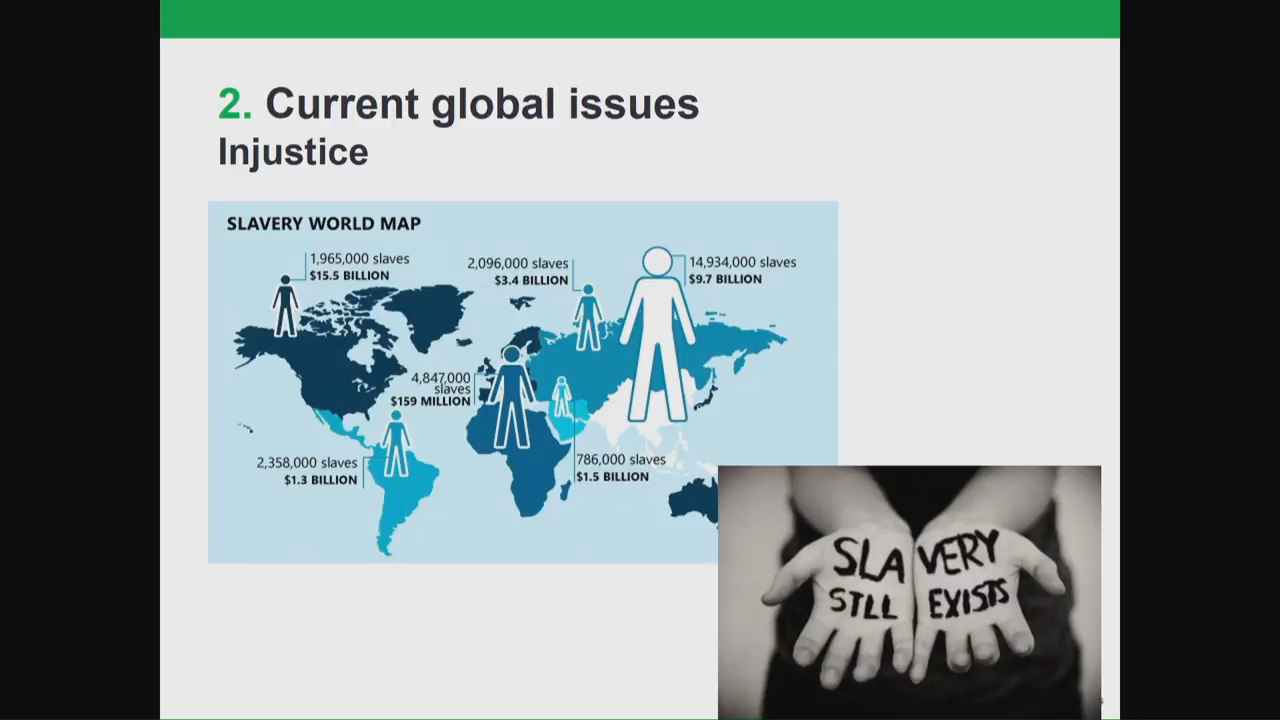 2. Current global issues
Injustice
SLAVERY WORLD MAP
1,965,000 slaves
$15.5 BILLION
2,096,000 slaves
$3.4 BILLION
14,934,000 slaves
$9.7 BILLION
4,847,000
slaves
$159 MILLION
2,358,000 slaves
$1.3 BILLION
786,000 slaves
$1.5 BILLION
SLAVERY
STLL EXISTS